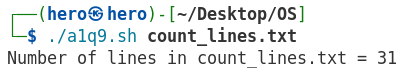 ┌──(hero㉿hero)-[~/Desktop/OS]
└─$ ./a1q9.sh count_lines.txt
Number of lines in count_lines.txt = 31